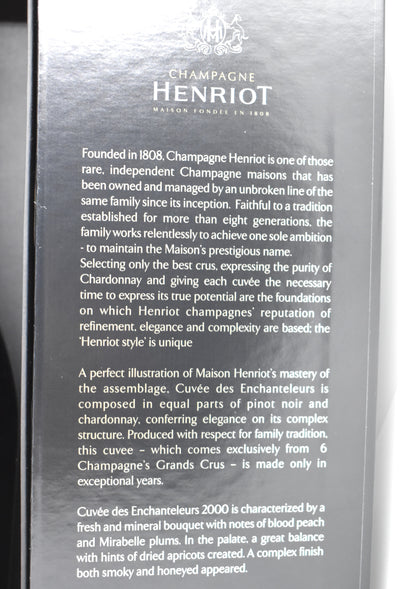 CHAMPAGNE
HENRIOT
MAISON FONDÉE EN 1808
Founded in 1808, Champagne Henriot is one of those
rare, independent Champagne maisons that has
been owned and managed by an unbroken line of the
same family since its inception. Faithful to a tradition
established for more than eight generations, the
family works relentlessly to achieve one sole ambition
- to maintain the Maison's prestigious name.
Selecting only the best crus, expressing the purity of
Chardonnay and giving each cuvée the necessary
time to express its true potential are the foundations
on which Henriot champagnes' reputation of
refinement, elegance and complexity are based; the
'Henriot style' is unique
A perfect illustration of Maison Henriot's mastery of
the assemblage, Cuvée des Enchanteleurs is
composed in equal parts of pinot noir and
chardonnay, conferring elegance on its complex
structure. Produced with respect for family tradition,
this cuvee – which comes exclusively from 6
Champagne's Grands Crus – is made only in
exceptional years.
Cuvée des Enchanteleurs 2000 is characterized by a
fresh and mineral bouquet with notes of blood peach
and Mirabelle plums. In the palate, a great balance
with hints of dried apricots created. A complex finish
both smoky and honeyed appeared.